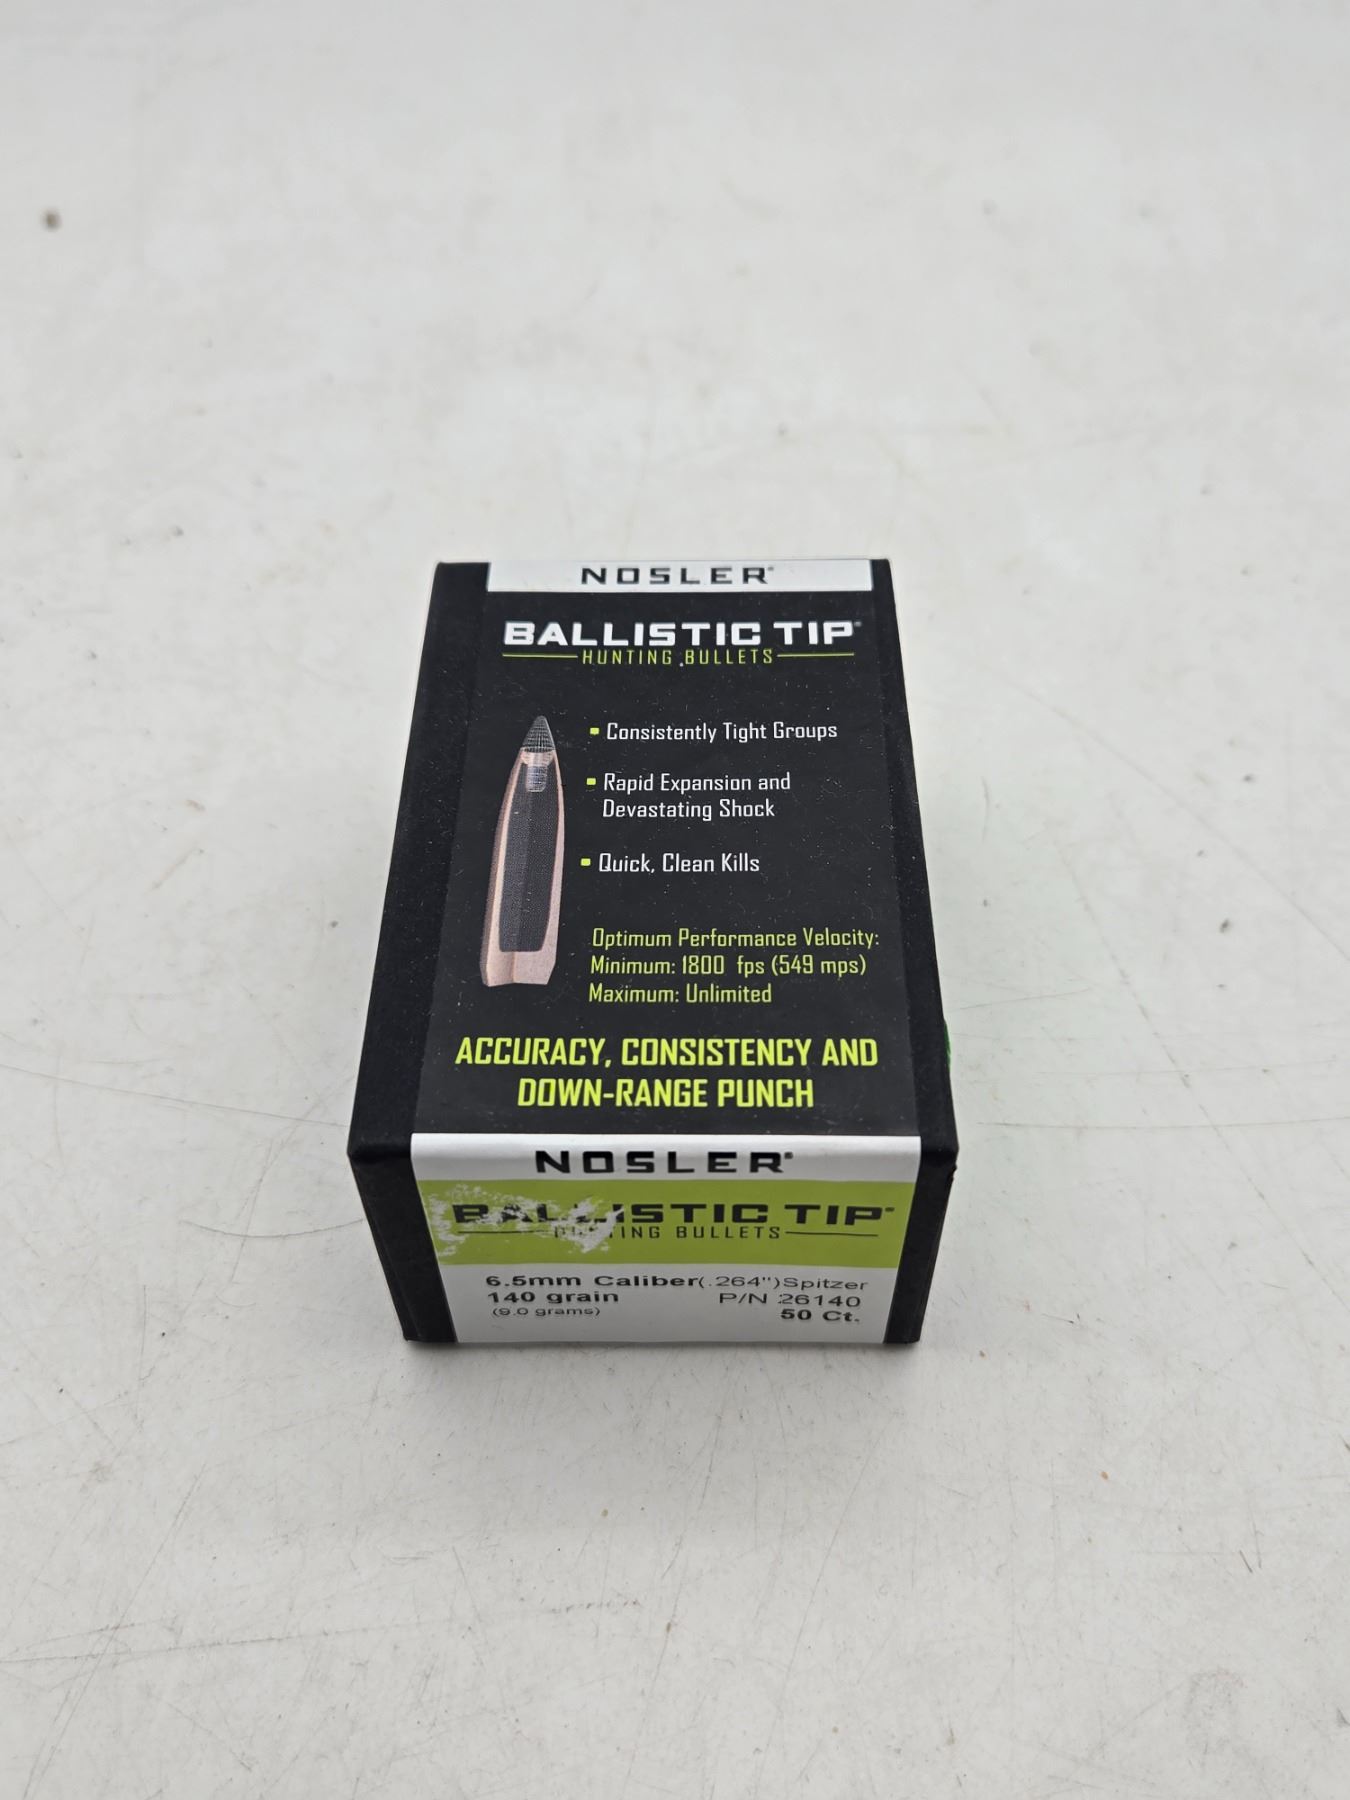 NOSLER®
BALLISTIC TIP®
HUNTING BULLETS
Consistently Tight Groups
Rapid Expansion and
Devastating Shock
Quick, Clean Kills
Optimum Performance Velocity:
Minimum: 1800 fps (549 mps)
Maximum: Unlimited
ACCURACY, CONSISTENCY AND
DOWN-RANGE PUNCH
NOSLER®
BALLISTIC TIP®
HUNTING BULLETS
6.5mm Caliber(.264")Spitzer
140 grain P/N 26140
(9.0 grams) 50 Ct.